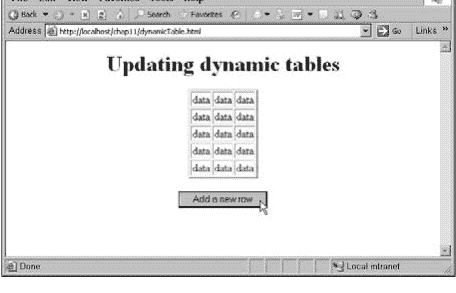 Back Search Favorites
Address http://localhost/chap11/dynamicTable.html Go Links »
Updating dynamic tables
data data data
data data data
data data data
data data data
data data data
Add a new row
Done Local intranet